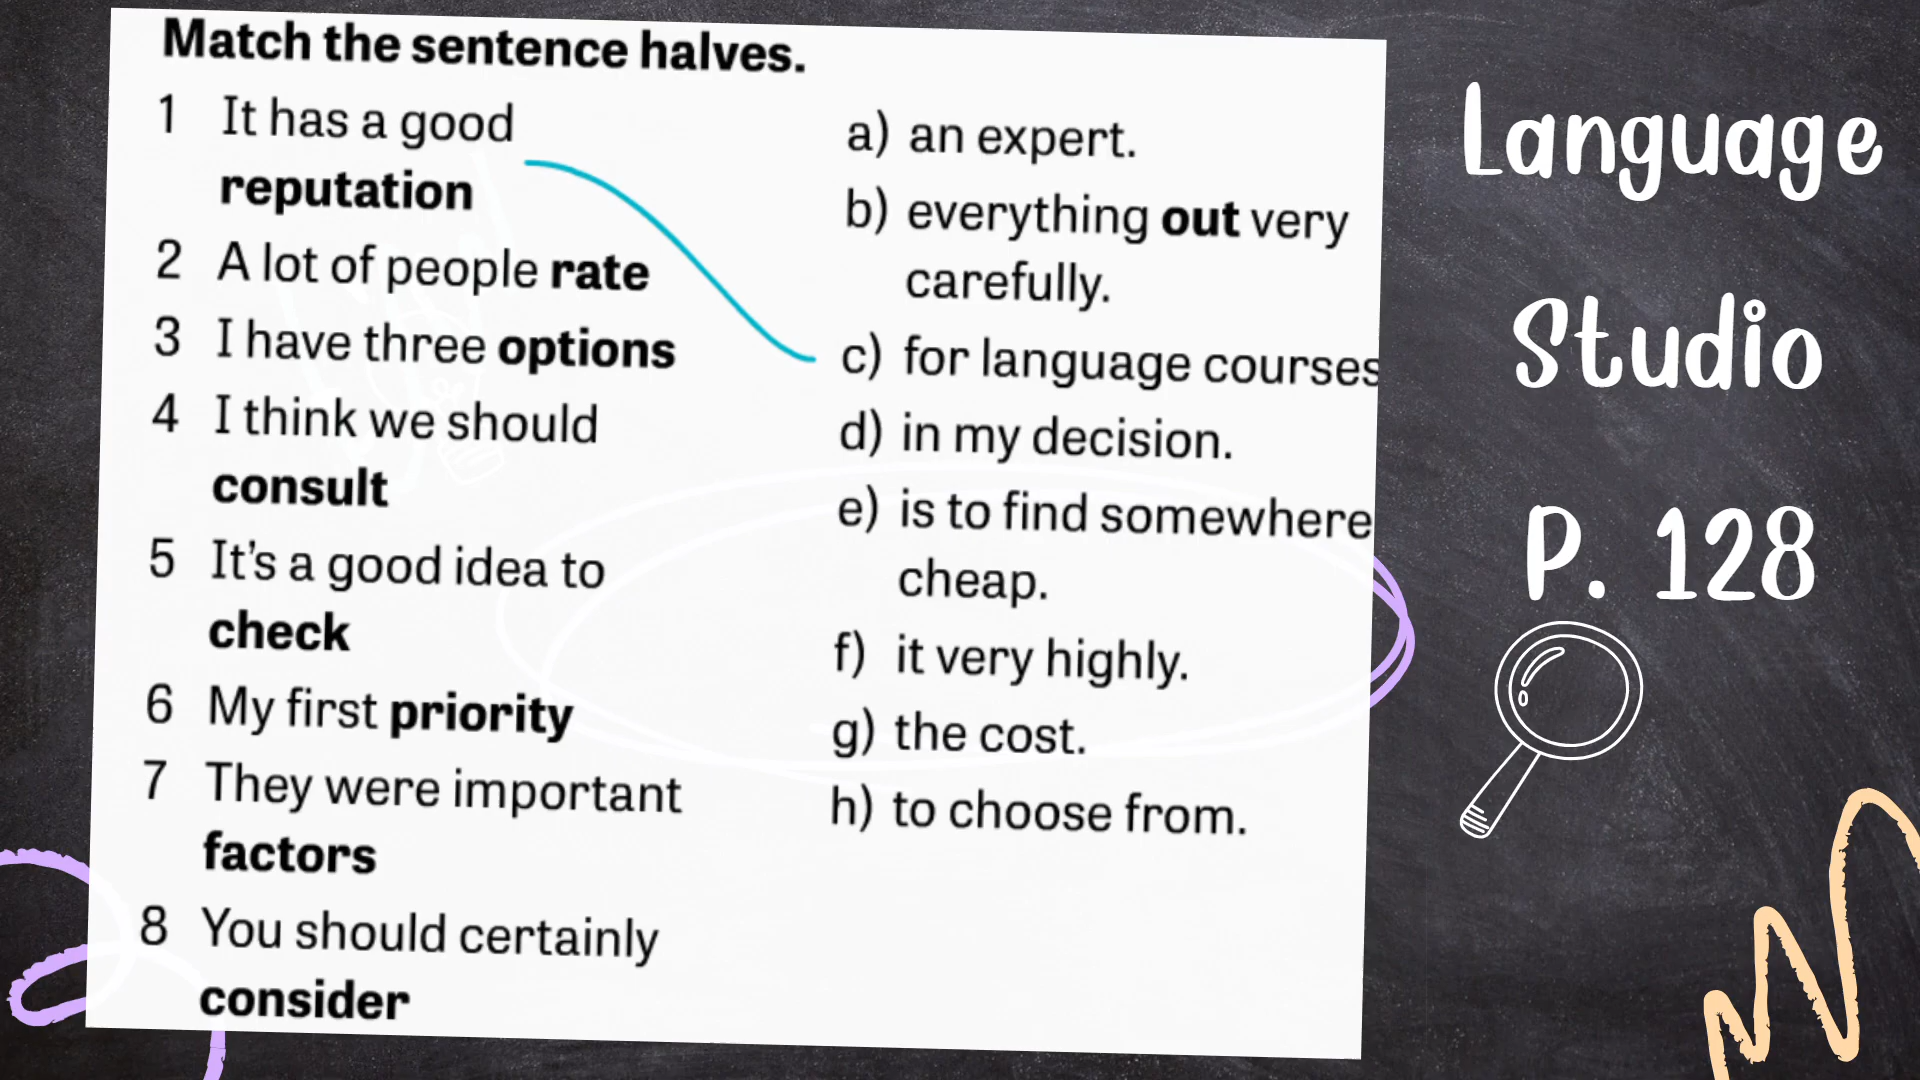 Match the sentence halves.
1 It has a good
reputation
2 A lot of people rate
3 I have three options
4 I think we should
consult
5 It's a good idea to
check
6 My first priority
7 They were important
factors
8 You should certainly
consider
a) an expert.
b) everything out very
carefully.
c) for language courses
d) in my decision.
e) is to find somewhere
cheap.
f) it very highly.
g) the cost.
h) to choose from.
Language
Studio
P. 128